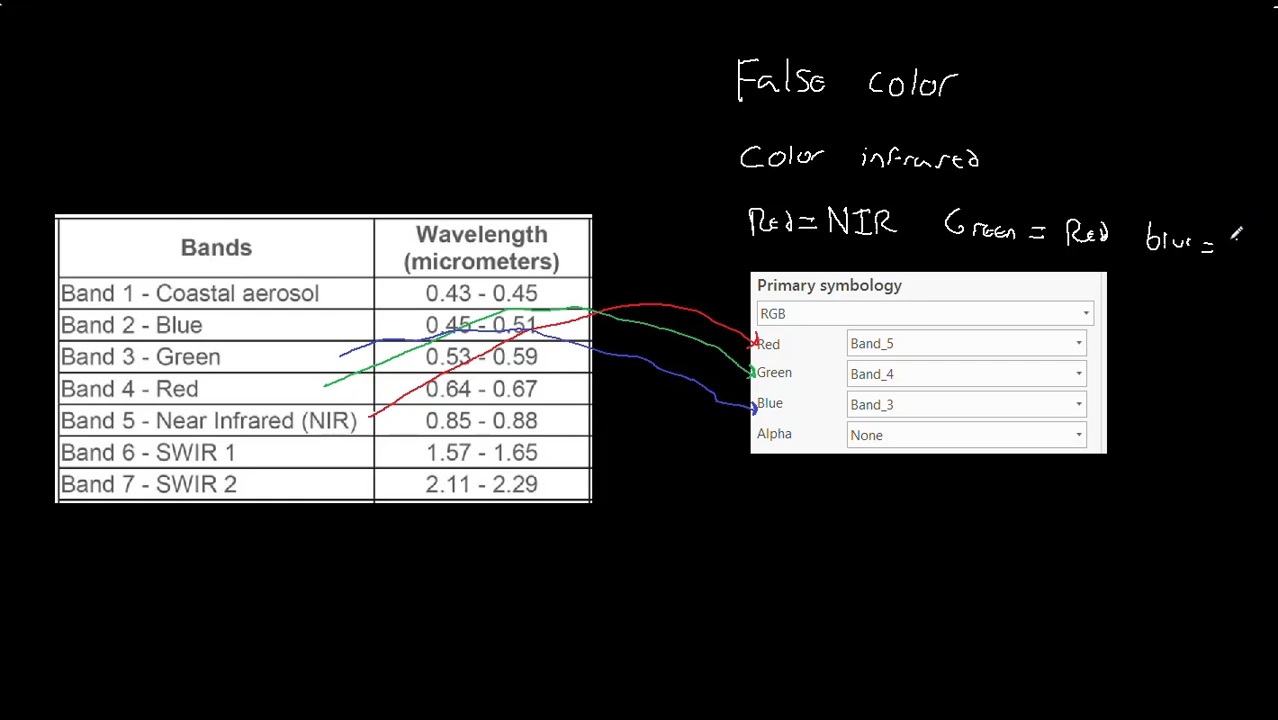 False color
Color infrared
Red = NIR Green = Red blue =
Bands Wavelength (micrometers)
Band 1 - Coastal aerosol 0.43 - 0.45
Band 2 - Blue 0.45 - 0.51
Band 3 - Green 0.53 - 0.59
Band 4 - Red 0.64 - 0.67
Band 5 - Near Infrared (NIR) 0.85 - 0.88
Band 6 - SWIR 1 1.57 - 1.65
Band 7 - SWIR 2 2.11 - 2.29
Primary symbology
RGB
Red Band_5
Green Band_4
Blue Band_3
Alpha None